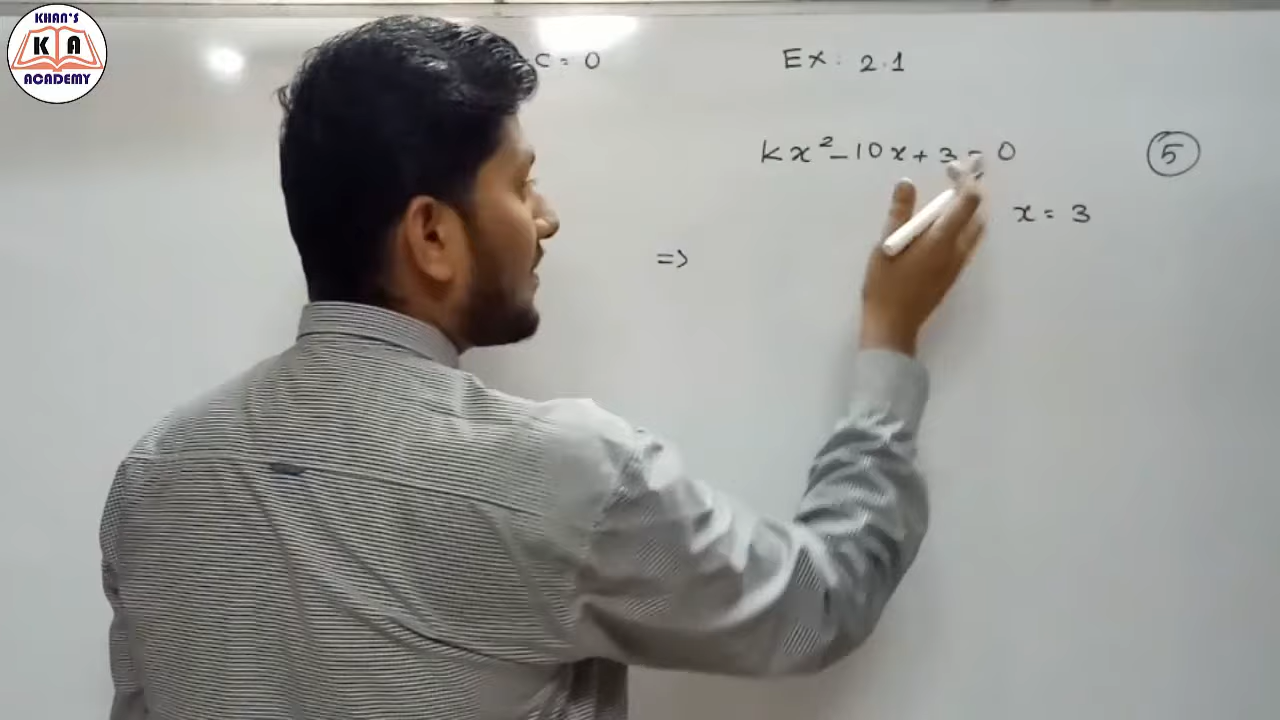 KHAN'S
K A
ACADEMY
C = 0
Ex: 2.1
kx² - 10x + 3 = 0
5
x = 3
=>